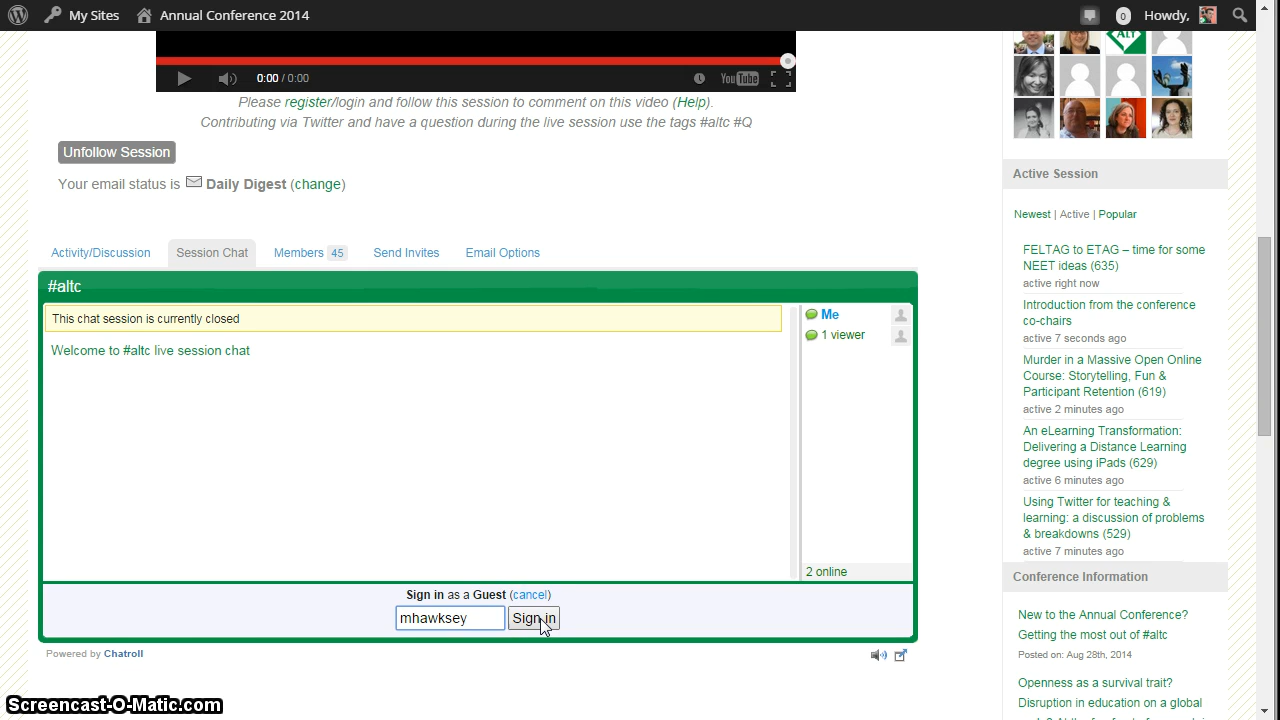 My Sites
Annual Conference 2014
0
Howdy,
ALT
0:00 / 0:00
YouTube
Please register/login and follow this session to comment on this video (Help).
Contributing via Twitter and have a question during the live session use the tags #altc #Q
Unfollow Session
Your email status is Daily Digest (change)
Activity/Discussion
Session Chat
Members 45
Send Invites
Email Options
#altc
This chat session is currently closed
Welcome to #altc live session chat
Me
1 viewer
2 online
Sign in as a Guest (cancel)
mhawksey
Sign in
Powered by Chatroll
Active Session
Newest | Active | Popular
FELTAG to ETAG – time for some
NEET ideas (635)
active right now
Introduction from the conference
co-chairs
active 7 seconds ago
Murder in a Massive Open Online
Course: Storytelling, Fun &
Participant Retention (619)
active 2 minutes ago
An eLearning Transformation:
Delivering a Distance Learning
degree using iPads (629)
active 6 minutes ago
Using Twitter for teaching &
learning: a discussion of problems
& breakdowns (529)
active 7 minutes ago
Conference Information
New to the Annual Conference?
Getting the most out of #altc
Posted on: Aug 28th, 2014
Openness as a survival trait?
Disruption in education on a global
Screencast-O-Matic.com